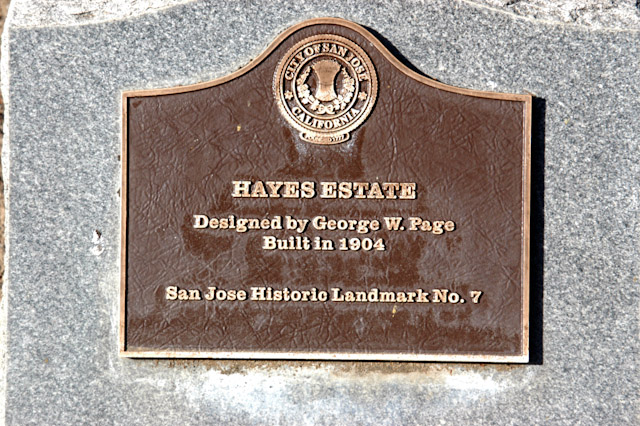 CITY OF SAN JOSE
CALIFORNIA
HAYES ESTATE
Designed by George W. Page
Built in 1904
San Jose Historic Landmark No. 7